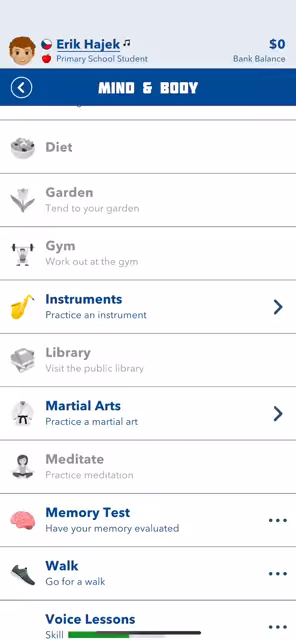 Erik Hajek
$0
Primary School Student
Bank Balance
MIND & BODY
Diet
Garden
Tend to your garden
Gym
Work out at the gym
Instruments
Practice an instrument
Library
Visit the public library
Martial Arts
Practice a martial art
Meditate
Practice meditation
Memory Test
Have your memory evaluated
Walk
Go for a walk
Voice Lessons
Skill